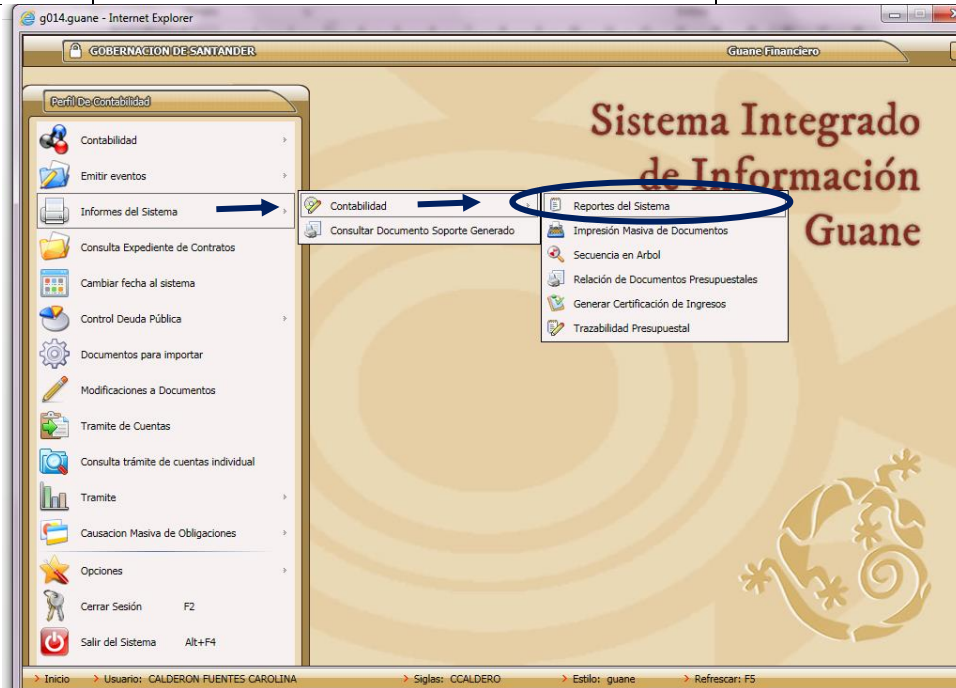 g014.guane - Internet Explorer
GOBERNACION DE SANTANDER
Guane Financiero
Perfil De Contabilidad
Sistema Integrado
de Información
Guane
Contabilidad
Emitir eventos
Informes del Sistema
Consulta Expediente de Contratos
Cambiar fecha al sistema
Control Deuda Pública
Documentos para importar
Modificaciones a Documentos
Tramite de Cuentas
Consulta trámite de cuentas individual
Tramite
Causacion Masiva de Obligaciones
Opciones
Cerrar Sesión F2
Salir del Sistema Alt+F4
Contabilidad
Consultar Documento Soporte Generado
Reportes del Sistema
Impresión Masiva de Documentos
Secuencia en Arbol
Relación de Documentos Presupuestales
Generar Certificación de Ingresos
Trazabilidad Presupuestal
> Inicio > Usuario: CALDERON FUENTES CAROLINA > Siglas: CCALDERO > Estilo: guane > Refrescar: F5